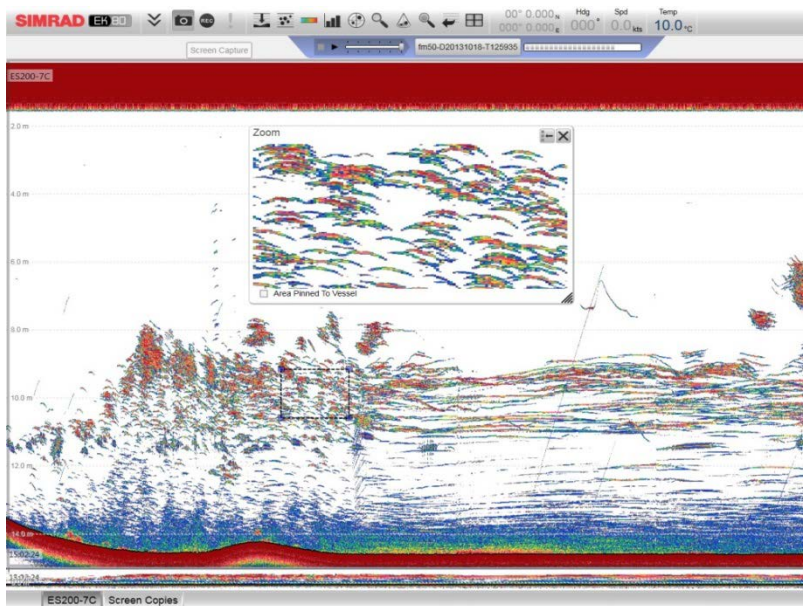 SIMRAD EK80
REC
00° 0.000 N
000° 0.000 E
Hdg
000°
Spd
0.0 kts
Temp
10.0 °C
Screen Capture
fm50-D20131018-T125935
ES200-7C
2.0 m
Zoom
4.0 m
6.0 m
Area Pinned To Vessel
8.0 m
10.0 m
12.0 m
14.0 m
15:02:24
15:02:24
ES200-7C
Screen Copies